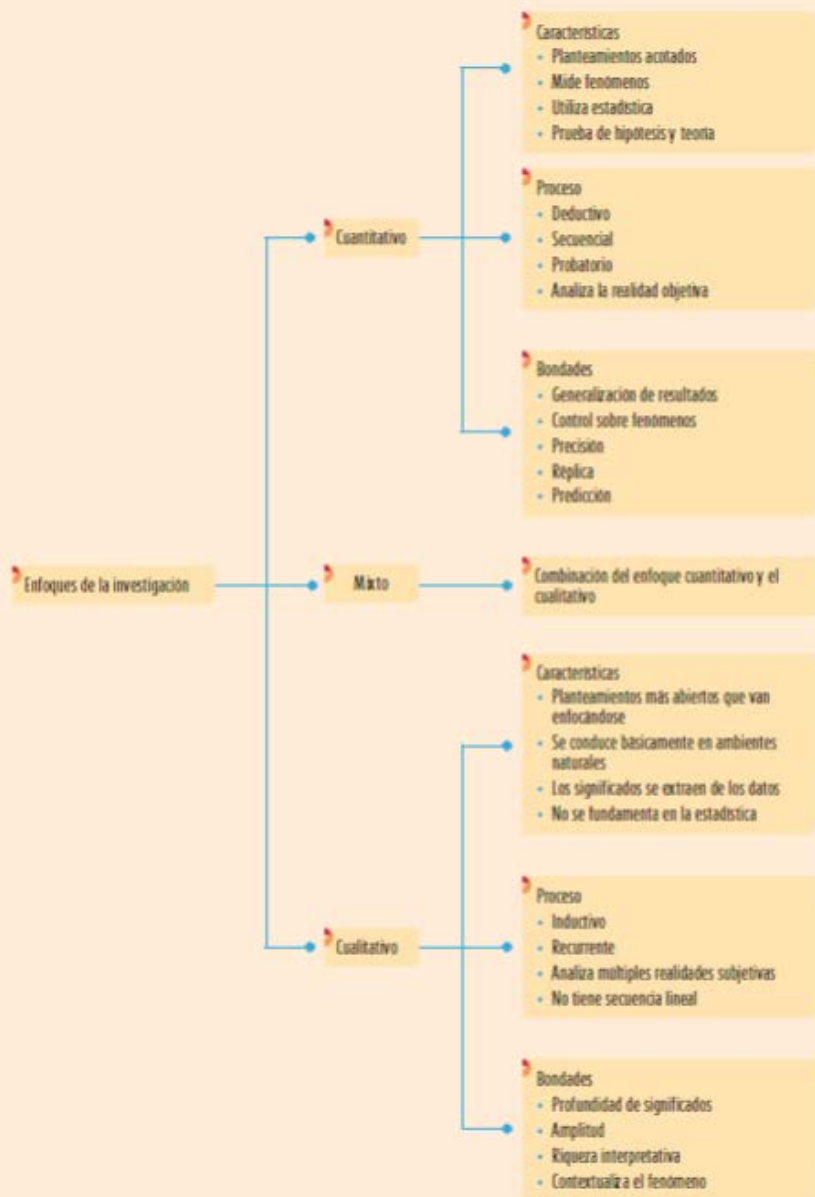 Características
• Planteamientos acotados
• Mide fenómenos
• Utiliza estadística
• Prueba de hipótesis y teoría
Cuantitativo
Proceso
• Deductivo
• Secuencial
• Probatorio
• Analiza la realidad objetiva
Bondades
• Generalización de resultados
• Control sobre fenómenos
• Precisión
• Réplica
• Predicción
Enfoques de la investigación
Mixto
Combinación del enfoque cuantitativo y el
cualitativo
Características
• Planteamientos más abiertos que van
enfocándose
• Se conduce básicamente en ambientes
naturales
• Los significados se extraen de los datos
• No se fundamenta en la estadística
Cualitativo
Proceso
• Inductivo
• Recurrente
• Analiza múltiples realidades subjetivas
• No tiene secuencia lineal
Bondades
• Profundidad de significados
• Amplitud
• Riqueza interpretativa
• Contextualiza el fenómeno